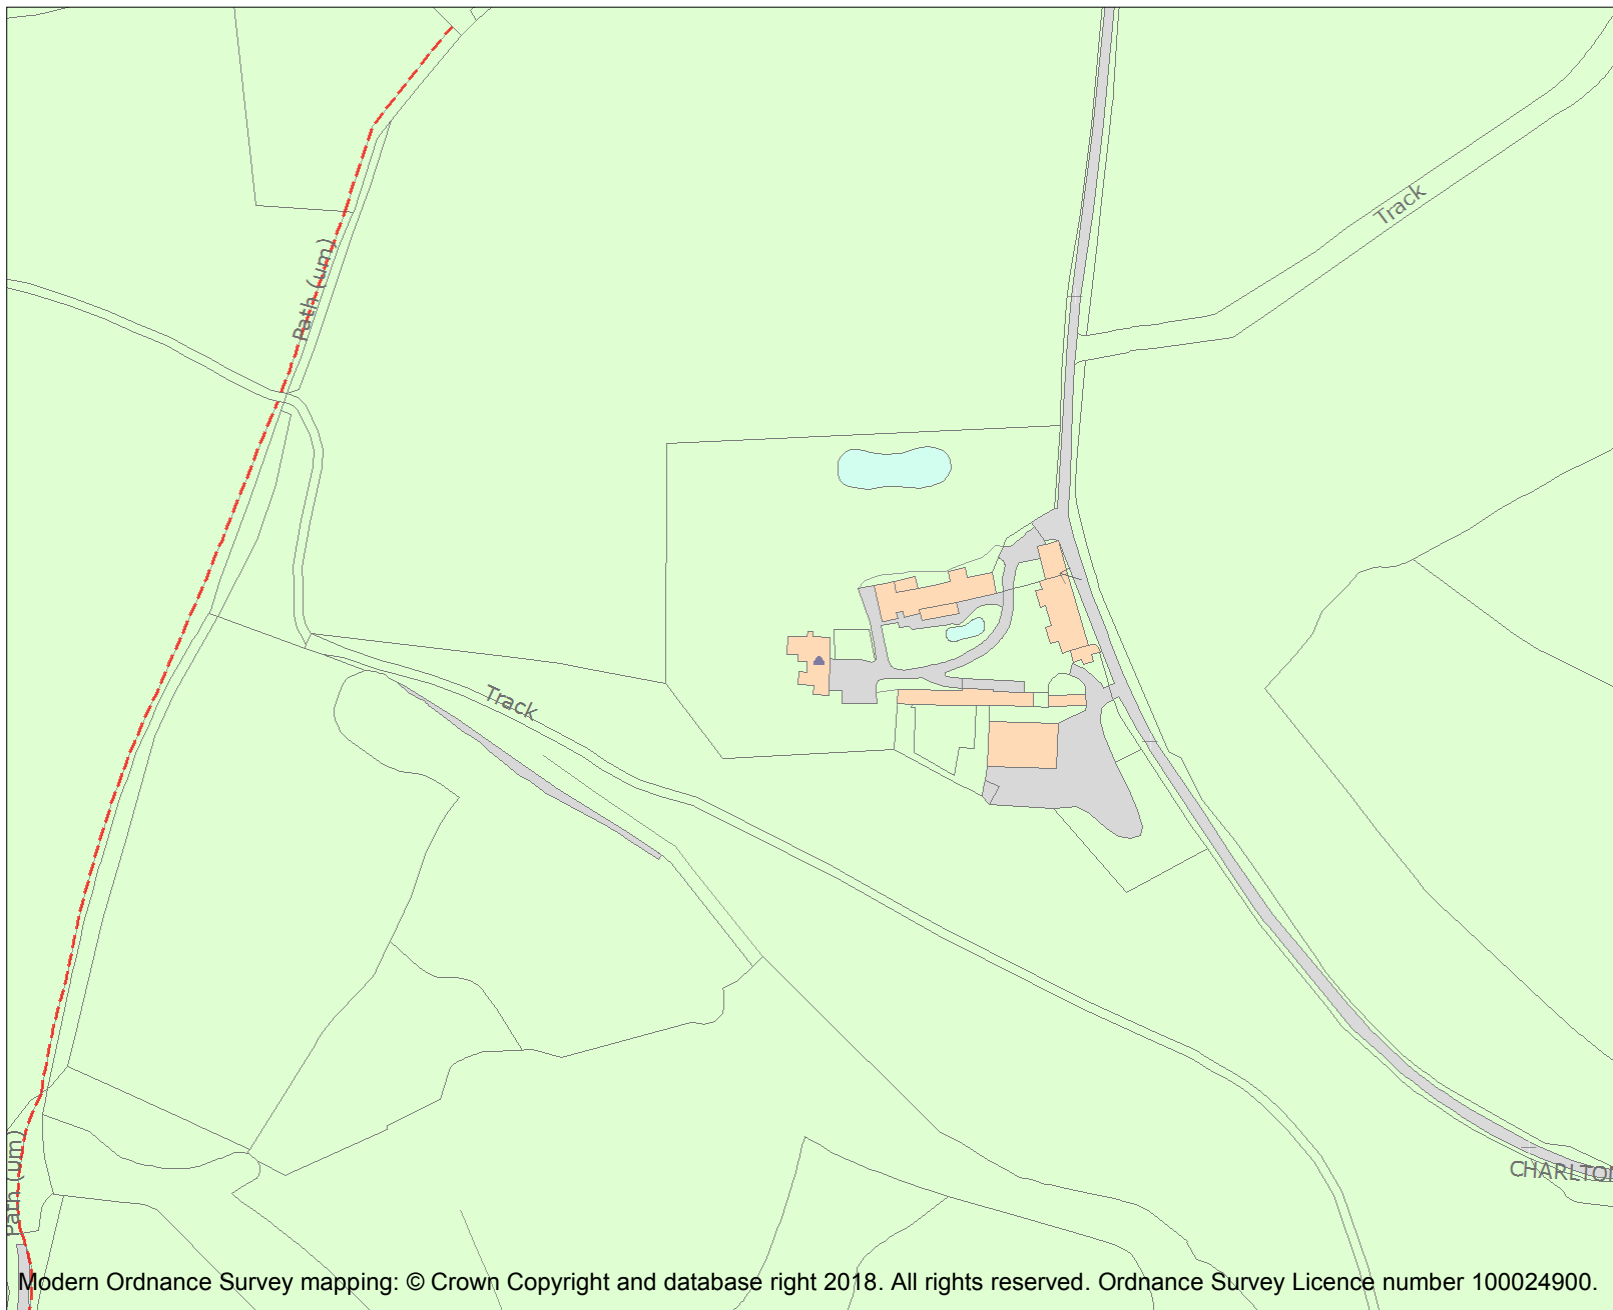 Track
Path (um)
Track
CHARLTON
Path (um)
Modern Ordnance Survey mapping: © Crown Copyright and database right 2018. All rights reserved. Ordnance Survey Licence number 100024900.